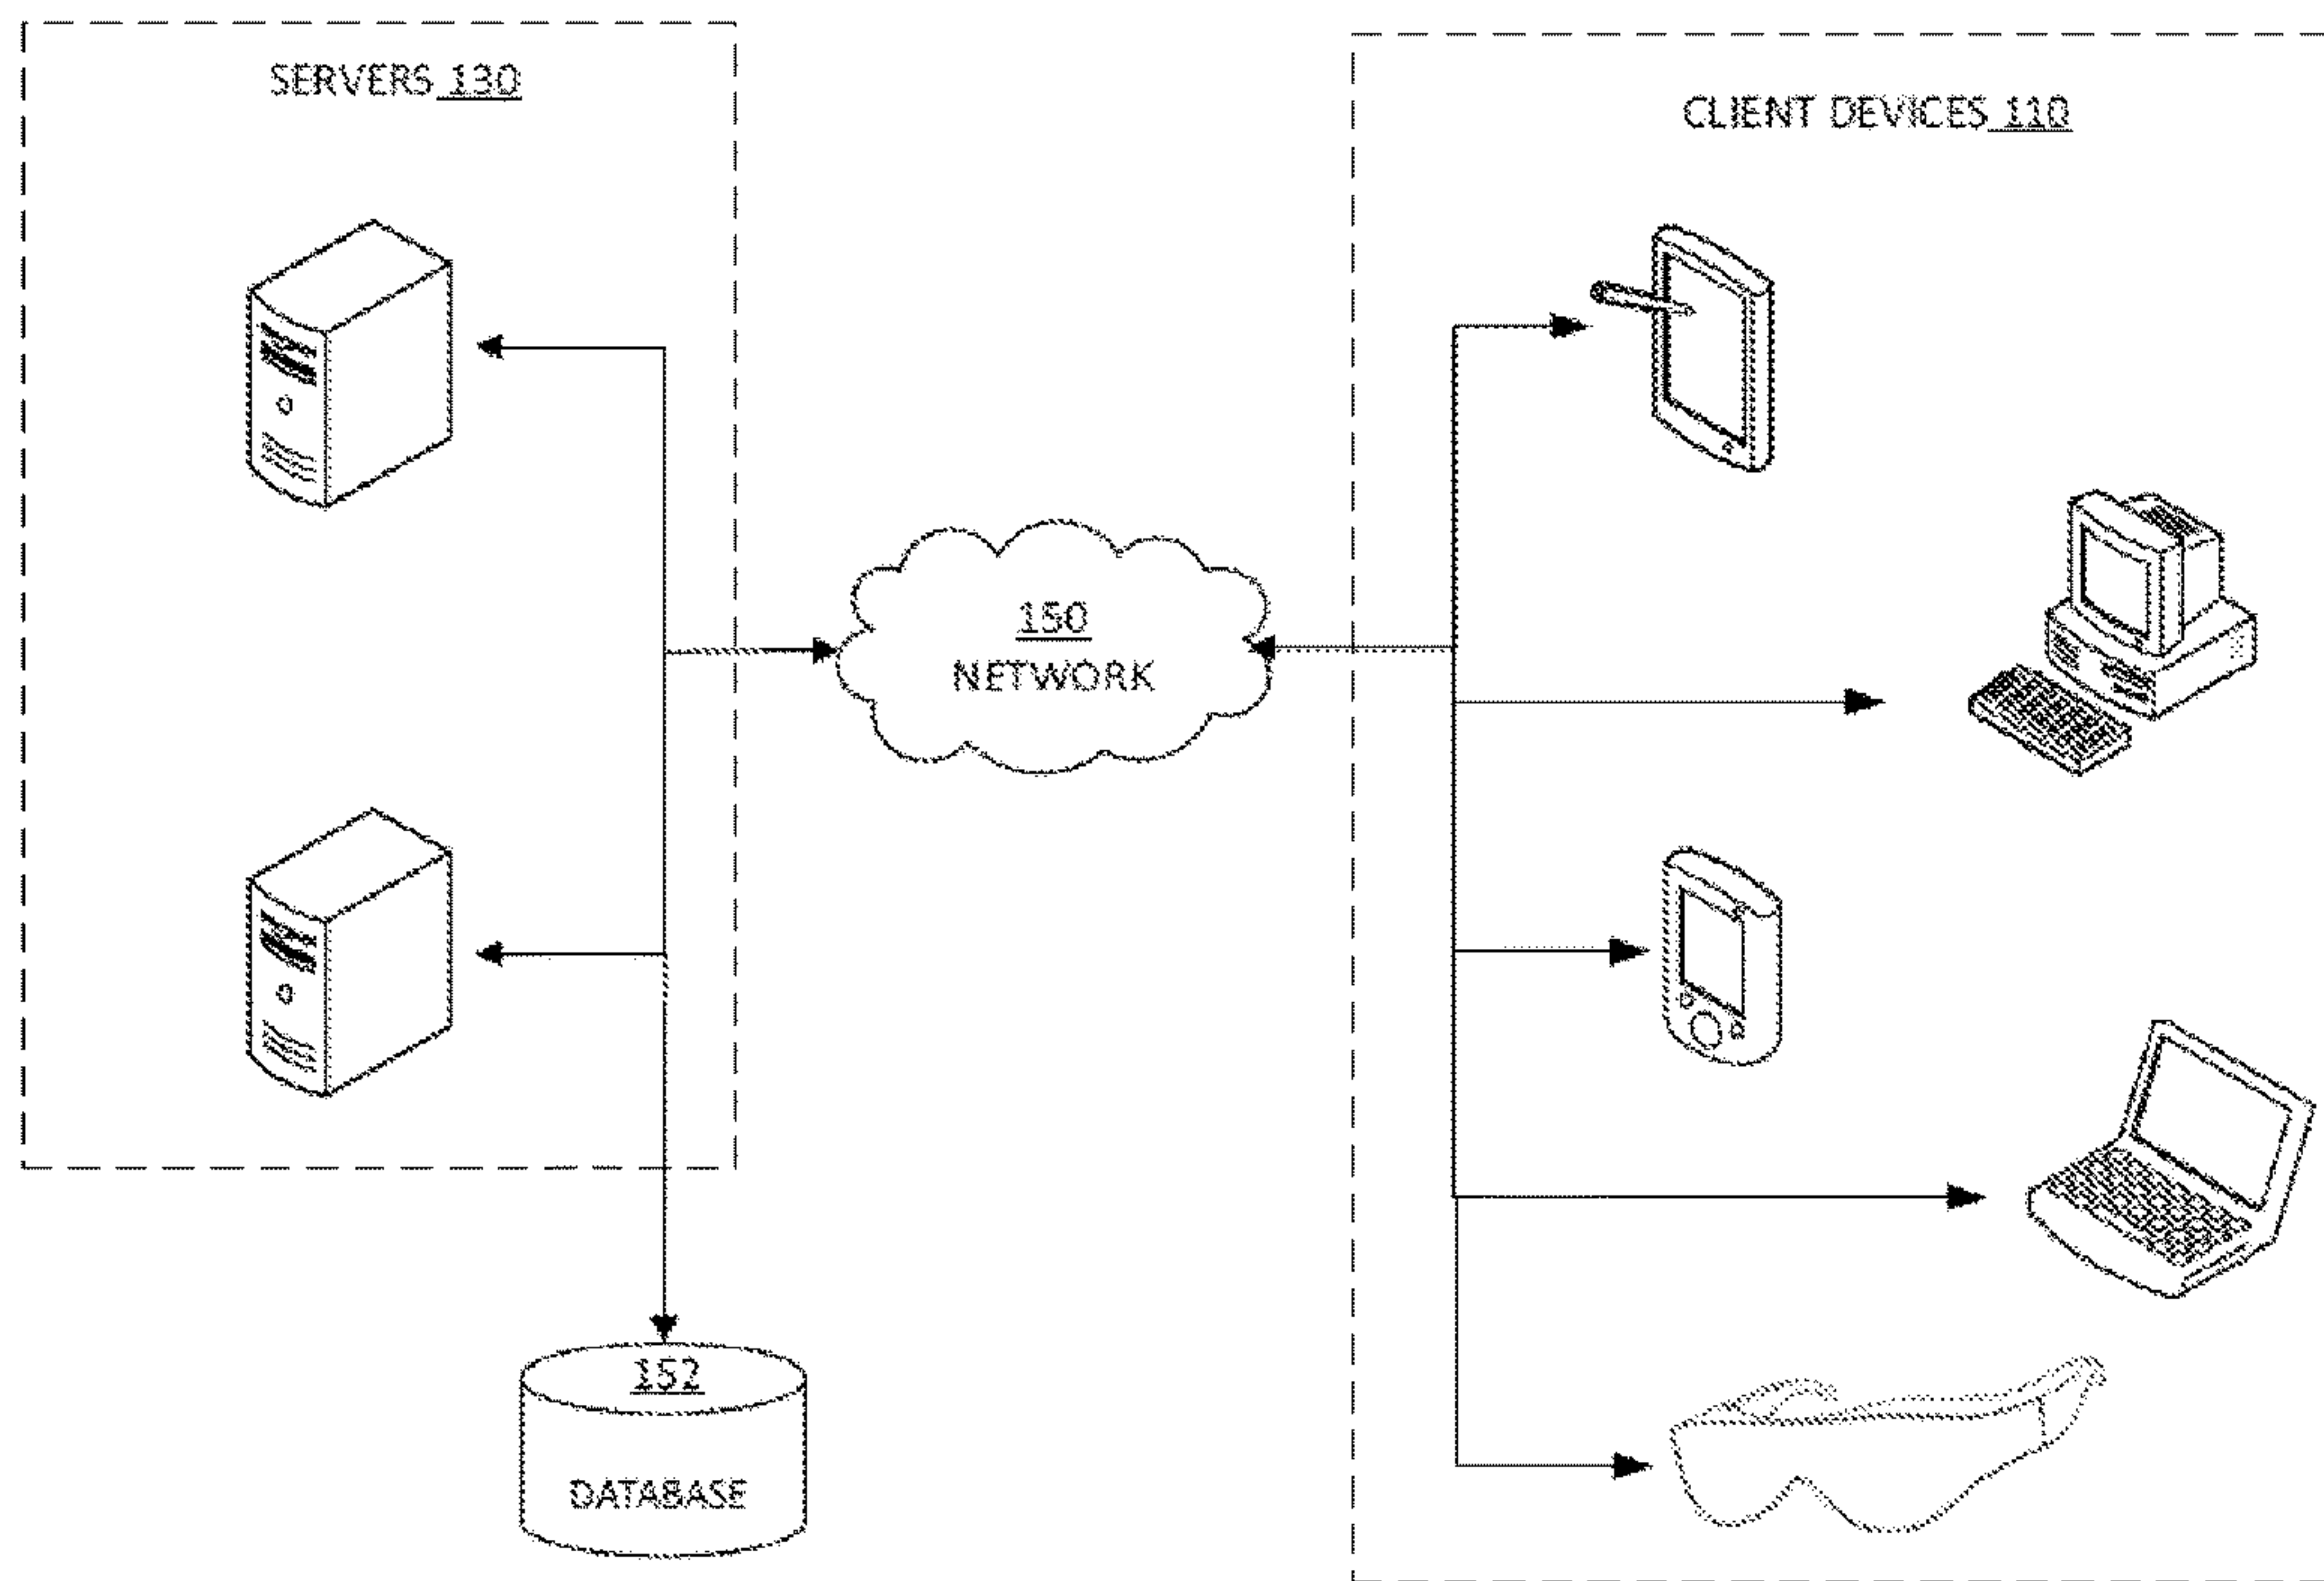 SERVERS 130
CLIENT DEVICES 110
150
NETWORK
152
DATABASE